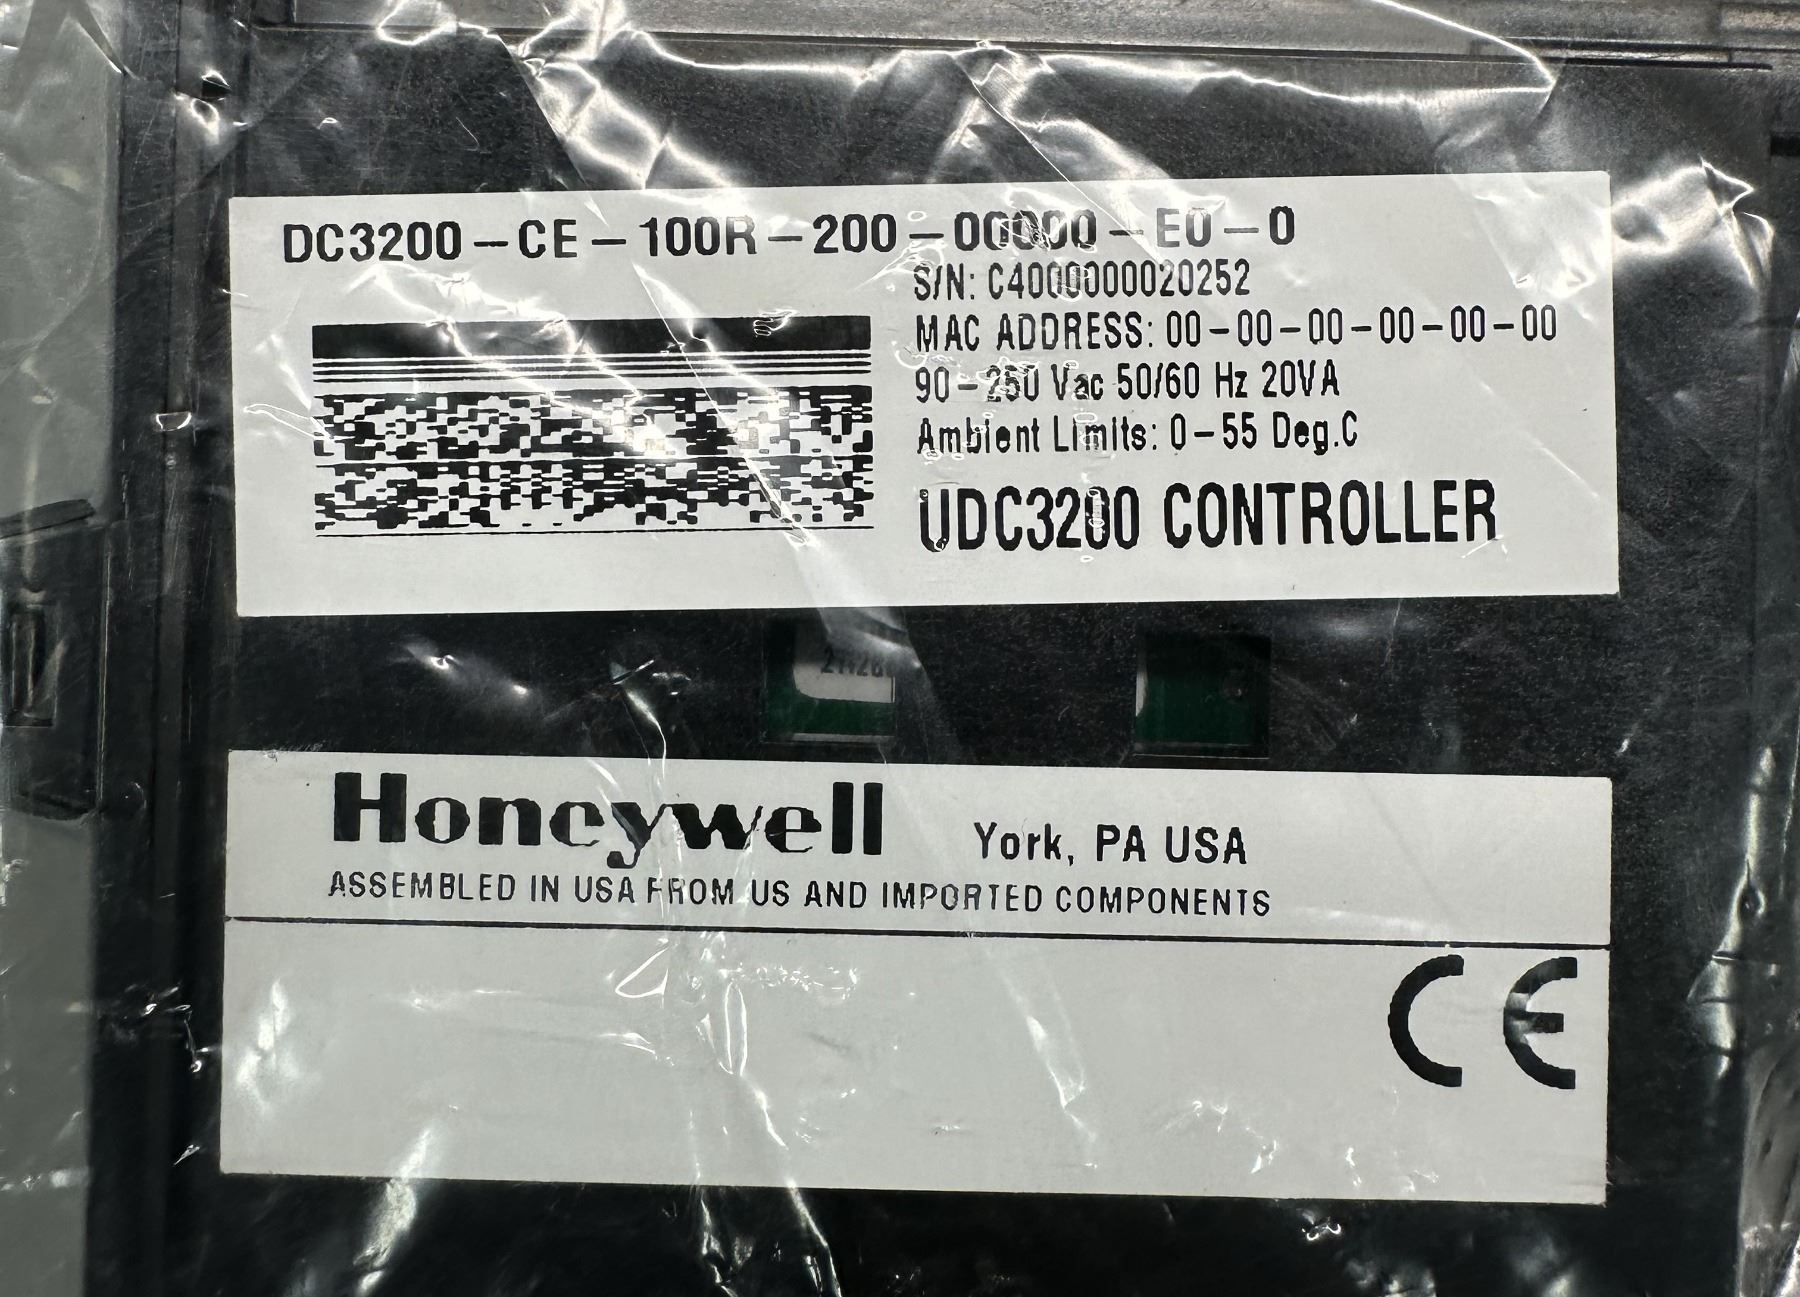 DC3200-CE-100R-200-00000-E0-0
S/N: C4000000020252
MAC ADDRESS: 00-00-00-00-00-00
90-250 Vac 50/60 Hz 20VA
Ambient Limits: 0-55 Deg.C
UDC3200 CONTROLLER
Honeywell York, PA USA
ASSEMBLED IN USA FROM US AND IMPORTED COMPONENTS
CE